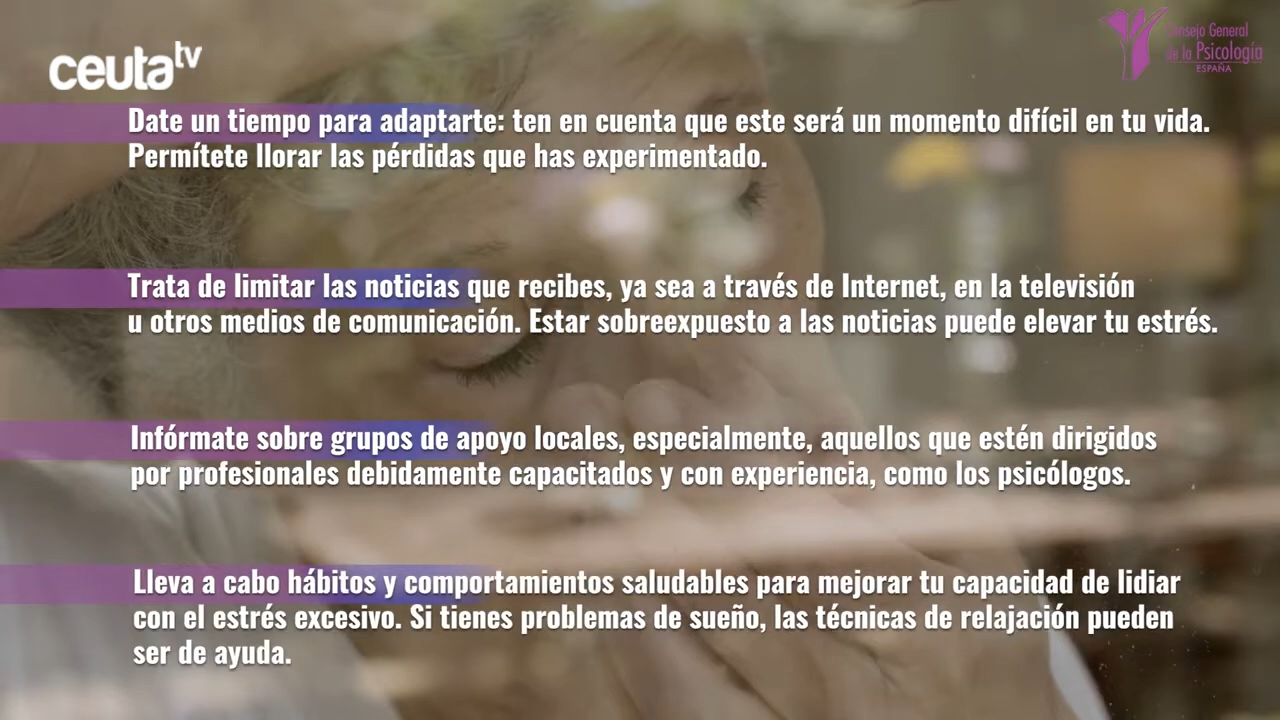 ceuta tv
Consejo General
de la Psicología
ESPAÑA
Date un tiempo para adaptarte: ten en cuenta que este será un momento difícil en tu vida.
Permítete llorar las pérdidas que has experimentado.
Trata de limitar las noticias que recibes, ya sea a través de Internet, en la televisión
u otros medios de comunicación. Estar sobreexpuesto a las noticias puede elevar tu estrés.
Infórmate sobre grupos de apoyo locales, especialmente, aquellos que estén dirigidos
por profesionales debidamente capacitados y con experiencia, como los psicólogos.
Lleva a cabo hábitos y comportamientos saludables para mejorar tu capacidad de lidiar
con el estrés excesivo. Si tienes problemas de sueño, las técnicas de relajación pueden
ser de ayuda.